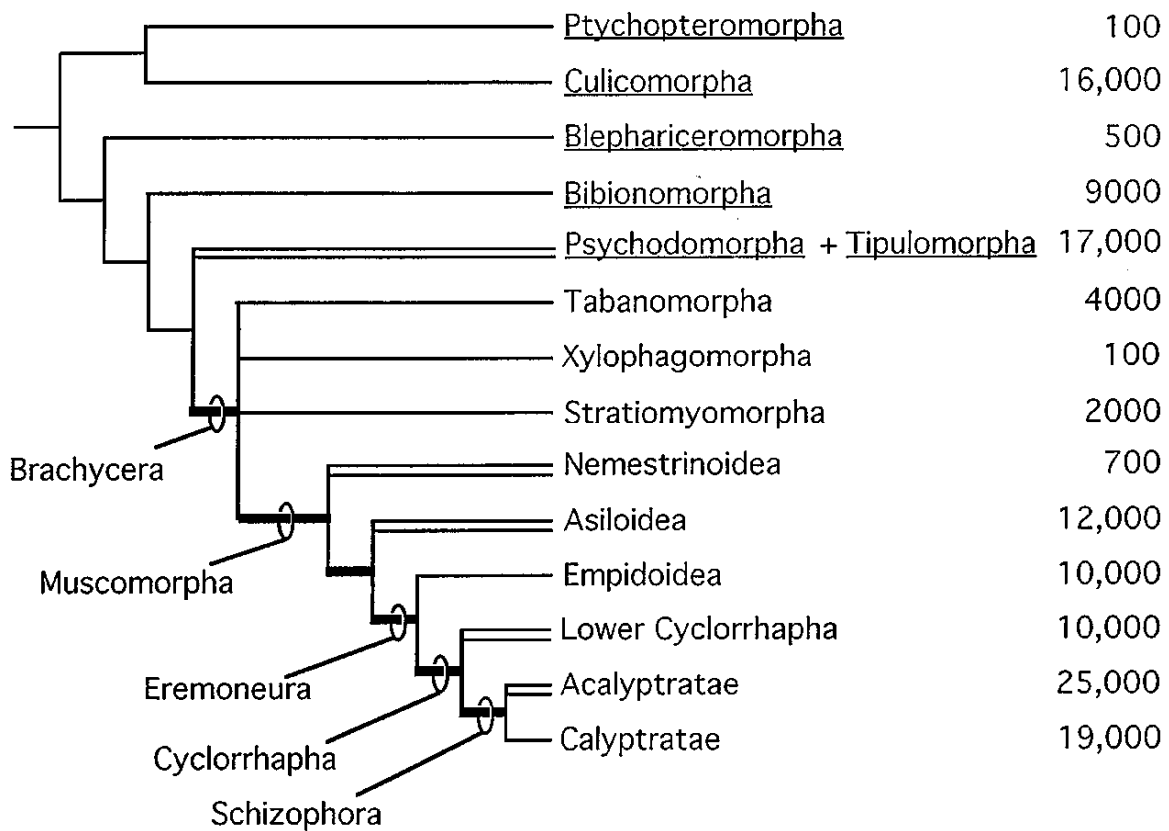 Ptychopteromorpha 100
Culicomorpha 16,000
Blephariceromorpha 500
Bibionomorpha 9000
Psychodomorpha + Tipulomorpha 17,000
Tabanomorpha 4000
Xylophagomorpha 100
Stratiomyomorpha 2000
Brachycera
Nemestrinoidea 700
Asiloidea 12,000
Muscomorpha
Empidoidea 10,000
Lower Cyclorrhapha 10,000
Eremoneura
Acalyptratae 25,000
Calyptratae 19,000
Cyclorrhapha
Schizophora